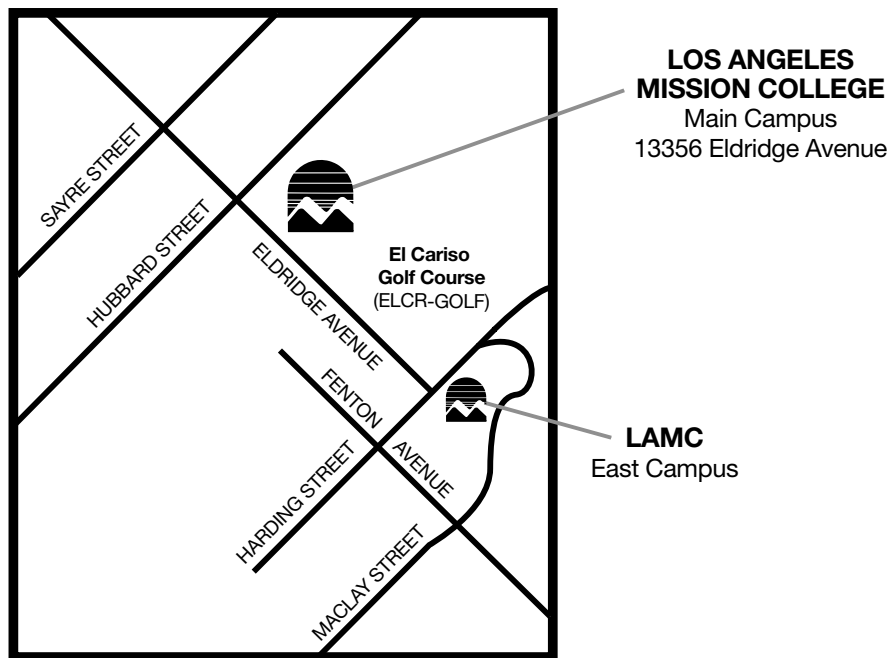 LOS ANGELES
MISSION COLLEGE
Main Campus
13356 Eldridge Avenue
SAYRE STREET
HUBBARD STREET
ELDRIDGE AVENUE
El Cariso
Golf Course
(ELCR-GOLF)
FENTON
AVENUE
HARDING STREET
MACLAY STREET
LAMC
East Campus